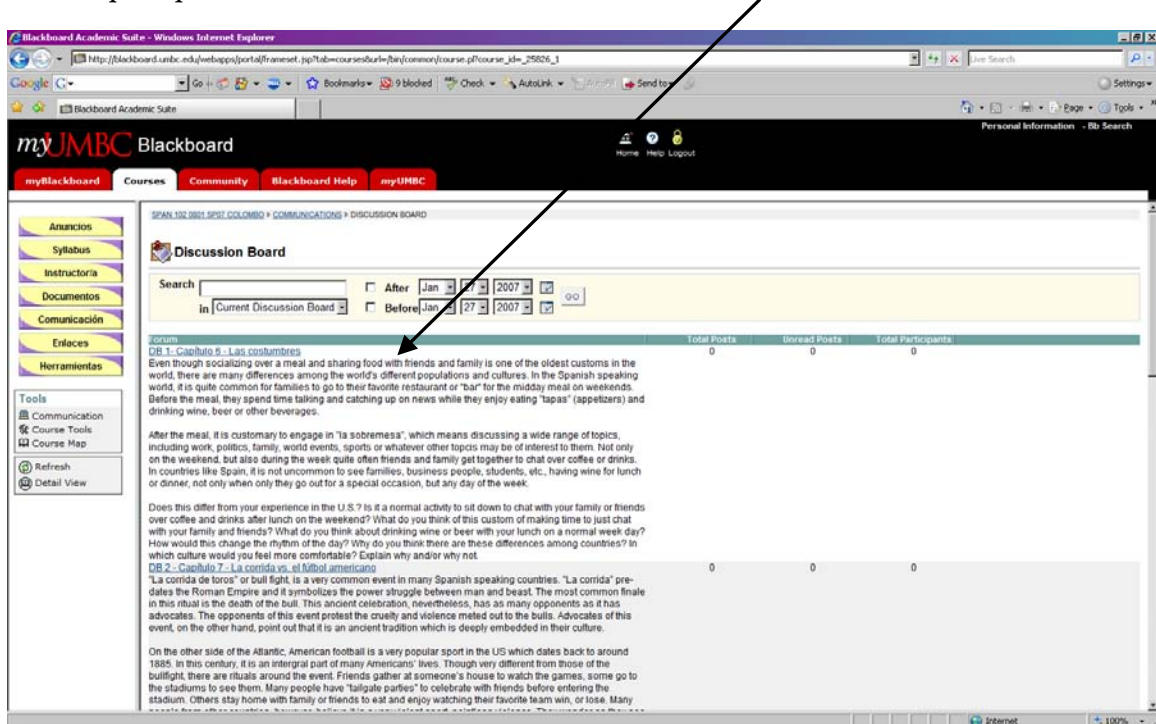 Blackboard Academic Suite - Windows Internet Explorer
http://blackboard.umbc.edu/webapps/portal/frameset.jsp?tab=courses&url=/bin/common/course.pl?course_id=_25826_1
Live Search
Google
Go
Bookmarks
9 blocked
Check
AutoLink
Send to
Settings
Blackboard Academic Suite
Page
Tools
Personal Information - Bb Search
myUMBC Blackboard
Home Help Logout
myBlackboard Courses Community Blackboard Help myUMBC
SPAN 102 0801 SP07 COLOMBO > COMMUNICATIONS > DISCUSSION BOARD
Anuncios
Syllabus
Instructor/a
Documentos
Comunicación
Enlaces
Herramientas
Tools
Communication
Course Tools
Course Map
Refresh
Detail View
Discussion Board
Search
After Jan 27 2007
in Current Discussion Board
Before Jan 27 2007
GO
Forum Total Posts Unread Posts Total Participants
DB 1- Capítulo 6 - Las costumbres 0 0 0
Even though socializing over a meal and sharing food with friends and family is one of the oldest customs in the
world, there are many differences among the world's different populations and cultures. In the Spanish speaking
world, it is quite common for families to go to their favorite restaurant or "bar" for the midday meal on weekends.
Before the meal, they spend time talking and catching up on news while they enjoy eating "tapas" (appetizers) and
drinking wine, beer or other beverages.
After the meal, it is customary to engage in "la sobremesa", which means discussing a wide range of topics,
including work, politics, family, world events, sports or whatever other topcis may be of interest to them. Not only
on the weekend, but also during the week quite often friends and family get together to chat over coffee or drinks.
In countries like Spain, it is not uncommon to see families, business people, students, etc., having wine for lunch
or dinner, not only when only they go out for a special occasion, but any day of the week.
Does this differ from your experience in the U.S.? Is it a normal activity to sit down to chat with your family or friends
over coffee and drinks after lunch on the weekend? What do you think of this custom of making time to just chat
with your family and friends? What do you think about drinking wine or beer with your lunch on a normal week day?
How would this change the rhythm of the day? Why do you think there are these differences among countries? In
which culture would you feel more comfortable? Explain why and/or why not.
DB 2 - Capítulo 7 - La corrida vs. el fútbol americano 0 0 0
"La corrida de toros" or bull fight, is a very common event in many Spanish speaking countries. "La corrida" pre-
dates the Roman Empire and it symbolizes the power struggle between man and beast. The most common finale
in this ritual is the death of the bull. This ancient celebration, nevertheless, has as many opponents as it has
advocates. The opponents of this event protest the cruelty and violence meted out to the bulls. Advocates of this
event, on the other hand, point out that it is an ancient tradition which is deeply embedded in their culture.
On the other side of the Atlantic, American football is a very popular sport in the US which dates back to around
1885. In this century, it is an intergral part of many Americans' lives. Though very different from those of the
bullfight, there are rituals around the event. Friends gather at someone's house to watch the games, some go to
the stadiums to see them. Many people have "tailgate parties" to celebrate with friends before entering the
stadium. Others stay home with family or friends to eat and enjoy watching their favorite team win, or lose. Many
Internet 100%